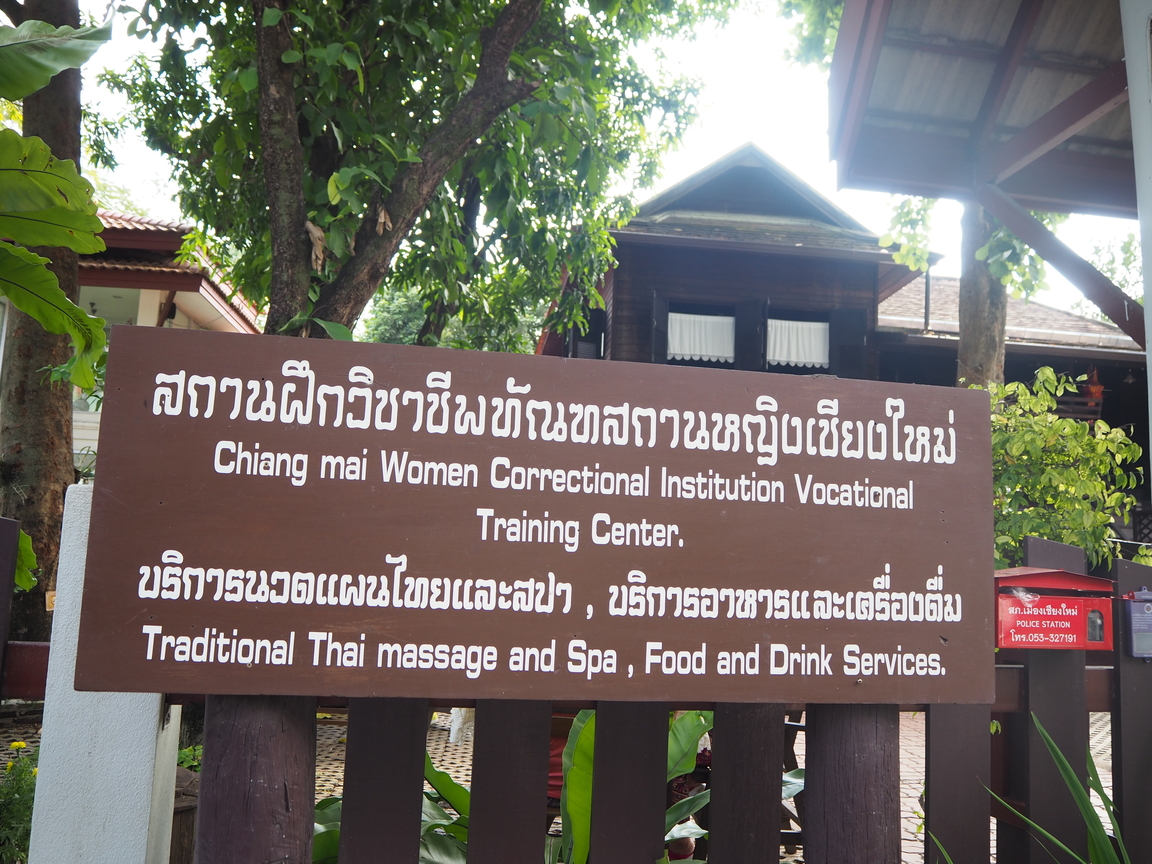 สถานฝึกวิชาชีพทัณฑสถานหญิงเชียงใหม่
Chiang mai Women Correctional Institution Vocational
Training Center.
บริการนวดแผนไทยและสปา , บริการอาหารและเครื่องดื่ม
Traditional Thai massage and Spa , Food and Drink Services.
สภ.เมืองเชียงใหม่
POLICE STATION
โทร.053-327191